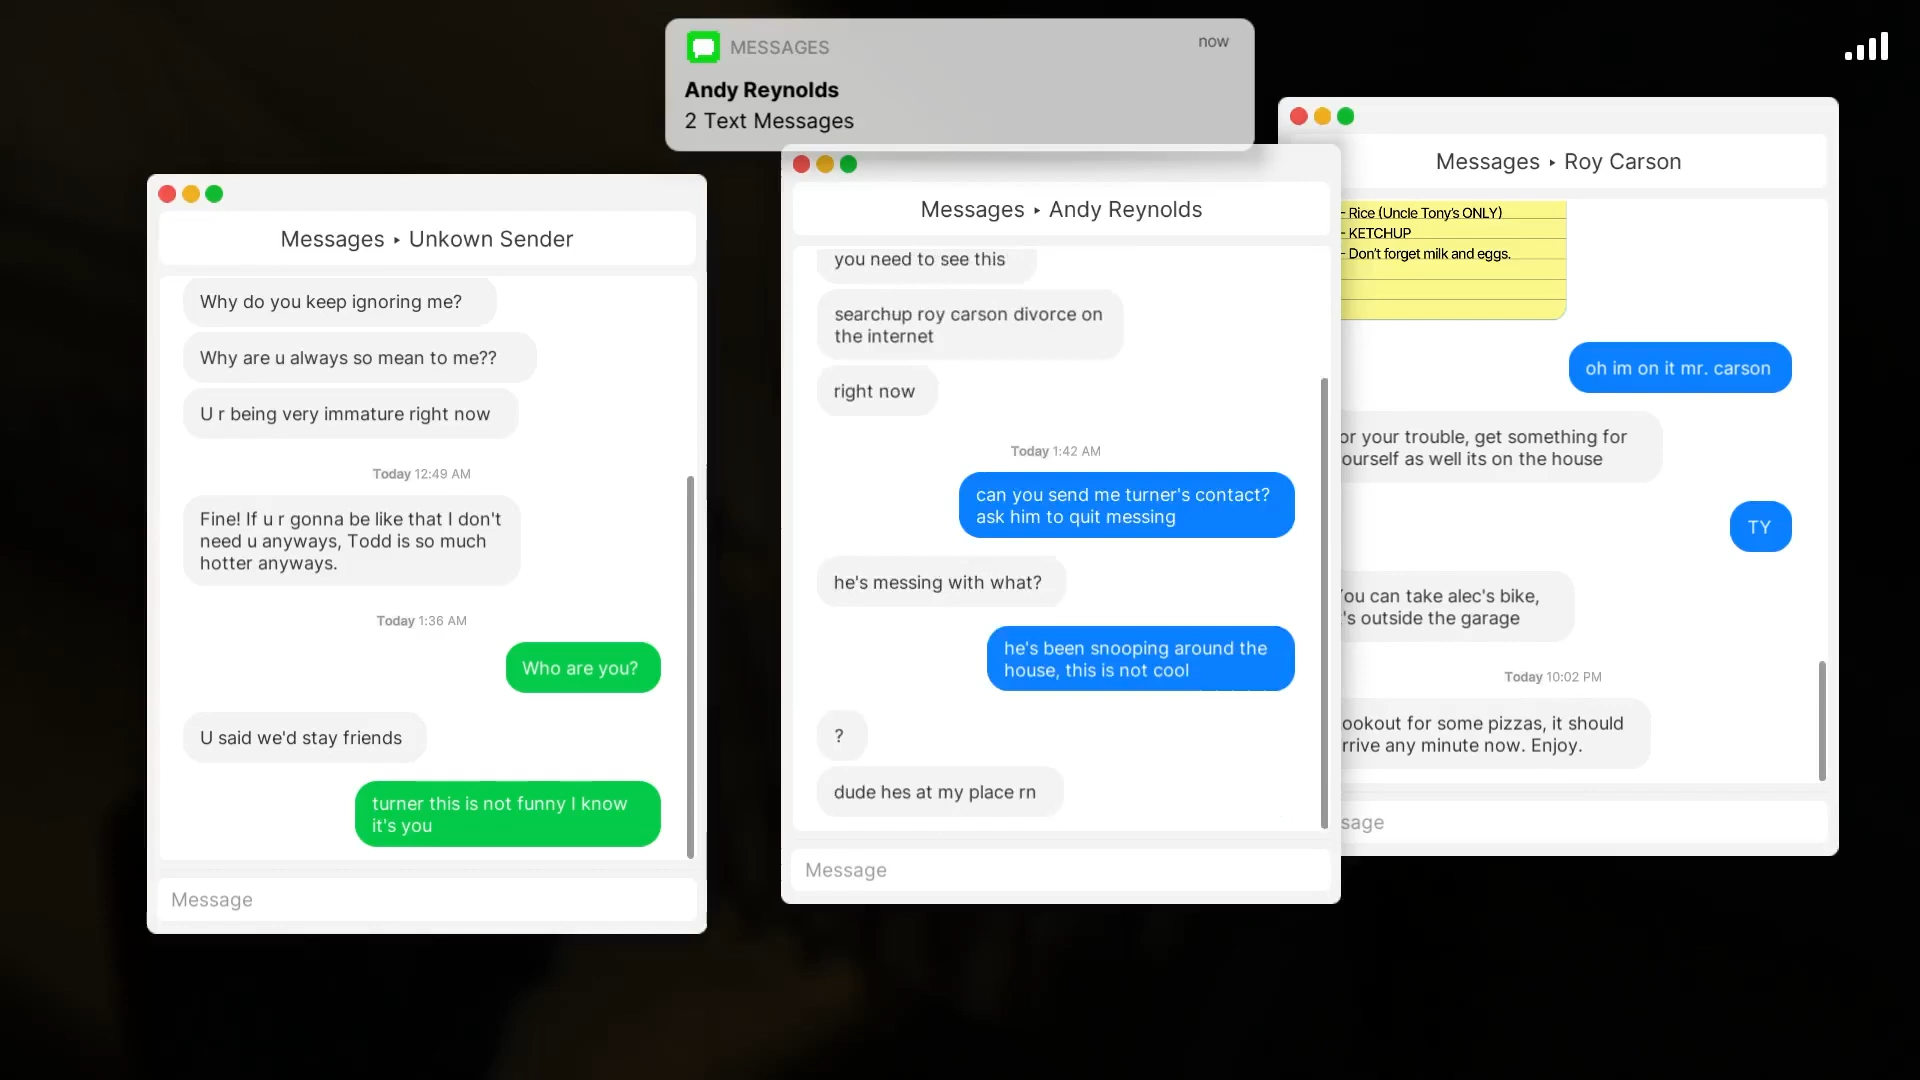 MESSAGES
now
Andy Reynolds
2 Text Messages
Messages ‣ Unkown Sender
Why do you keep ignoring me?
Why are u always so mean to me??
U r being very immature right now
Today 12:49 AM
Fine! If u r gonna be like that I don't
need u anyways, Todd is so much
hotter anyways.
Today 1:36 AM
Who are you?
U said we'd stay friends
turner this is not funny I know
it's you
Message
Messages ‣ Andy Reynolds
you need to see this
searchup roy carson divorce on
the internet
right now
Today 1:42 AM
can you send me turner's contact?
ask him to quit messing
he's messing with what?
he's been snooping around the
house, this is not cool
?
dude hes at my place rn
Message
Messages ‣ Roy Carson
- Rice (Uncle Tony's ONLY)
- KETCHUP
- Don't forget milk and eggs.
oh im on it mr. carson
or your trouble, get something for
ourself as well its on the house
TY
ou can take alec's bike,
's outside the garage
Today 10:02 PM
ookout for some pizzas, it should
rrive any minute now. Enjoy.
sage